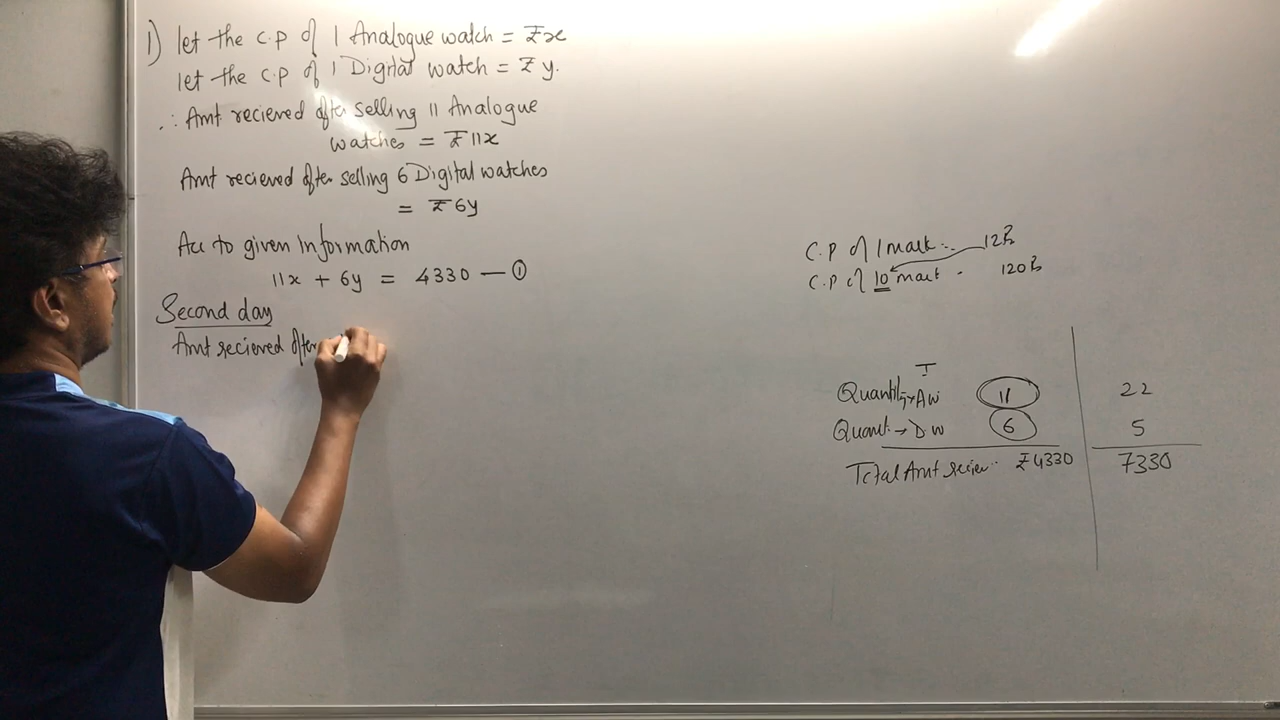 1) let the C.P of 1 Analogue watch = ₹x
let the C.P of 1 Digital watch = ₹ y.
∴ Amt recieved after selling 11 Analogue
watches = ₹11x
Amt recieved after selling 6 Digital watches
= ₹6y
Acc to given Information
11x + 6y = 4330 — ①
Second day
Amt recieved after
C.P of 1 mark 12 Rs
C.P of 10 mark 120 Rs
I
Quantity→AW 11 22
Quant.→D.W 6 5
Total Amt ₹4330 7330